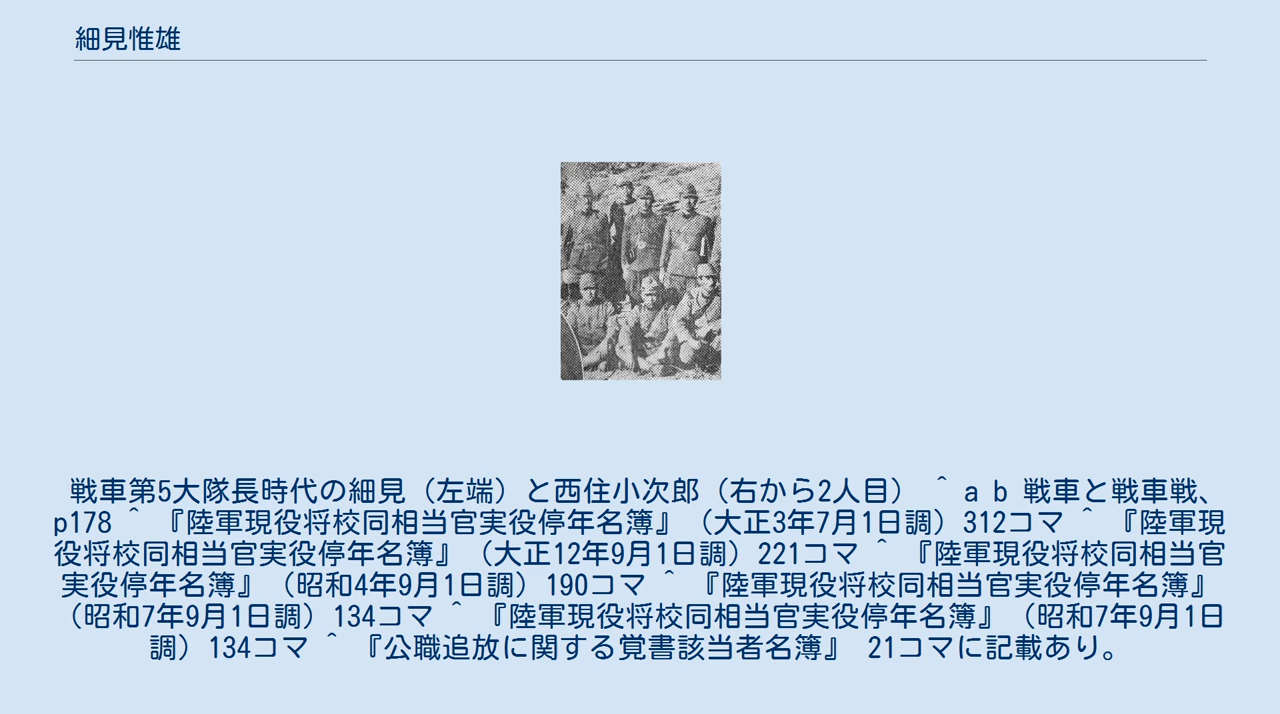 細見惟雄
戦車第5大隊長時代の細見（左端）と西住小次郎（右から2人目） ^ a b 戦車と戦車戦、
p178 ^ 『陸軍現役将校同相当官実役停年名簿』（大正3年7月1日調）312コマ ^ 『陸軍現
役将校同相当官実役停年名簿』（大正12年9月1日調）221コマ ^ 『陸軍現役将校同相当官
実役停年名簿』（昭和4年9月1日調）190コマ ^ 『陸軍現役将校同相当官実役停年名簿』
（昭和7年9月1日調）134コマ ^ 『陸軍現役将校同相当官実役停年名簿』（昭和7年9月1日
調）134コマ ^ 『公職追放に関する覚書該当者名簿』 21コマに記載あり。